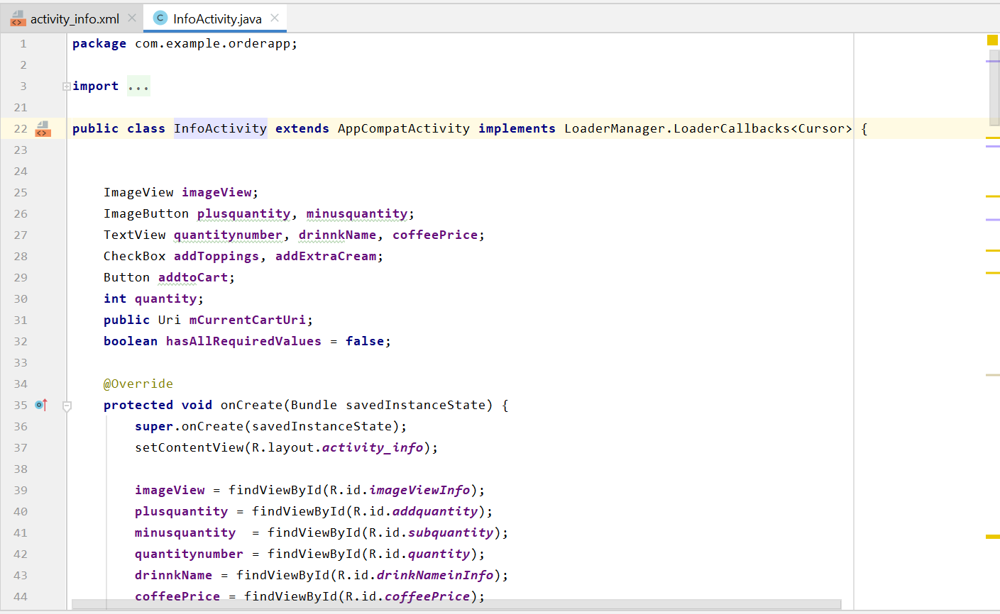 activity_info.xml InfoActivity.java
1 package com.example.orderapp;
2
3 import ...
21
22 public class InfoActivity extends AppCompatActivity implements LoaderManager.LoaderCallbacks<Cursor> {
23
24
25 ImageView imageView;
26 ImageButton plusquantity, minusquantity;
27 TextView quantitynumber, drinnkName, coffeePrice;
28 CheckBox addToppings, addExtraCream;
29 Button addtoCart;
30 int quantity;
31 public Uri mCurrentCartUri;
32 boolean hasAllRequiredValues = false;
33
34 @Override
35 protected void onCreate(Bundle savedInstanceState) {
36 super.onCreate(savedInstanceState);
37 setContentView(R.layout.activity_info);
38
39 imageView = findViewById(R.id.imageViewInfo);
40 plusquantity = findViewById(R.id.addquantity);
41 minusquantity  = findViewById(R.id.subquantity);
42 quantitynumber = findViewById(R.id.quantity);
43 drinnkName = findViewById(R.id.drinkNameinInfo);
44 coffeePrice = findViewById(R.id.coffeePrice);